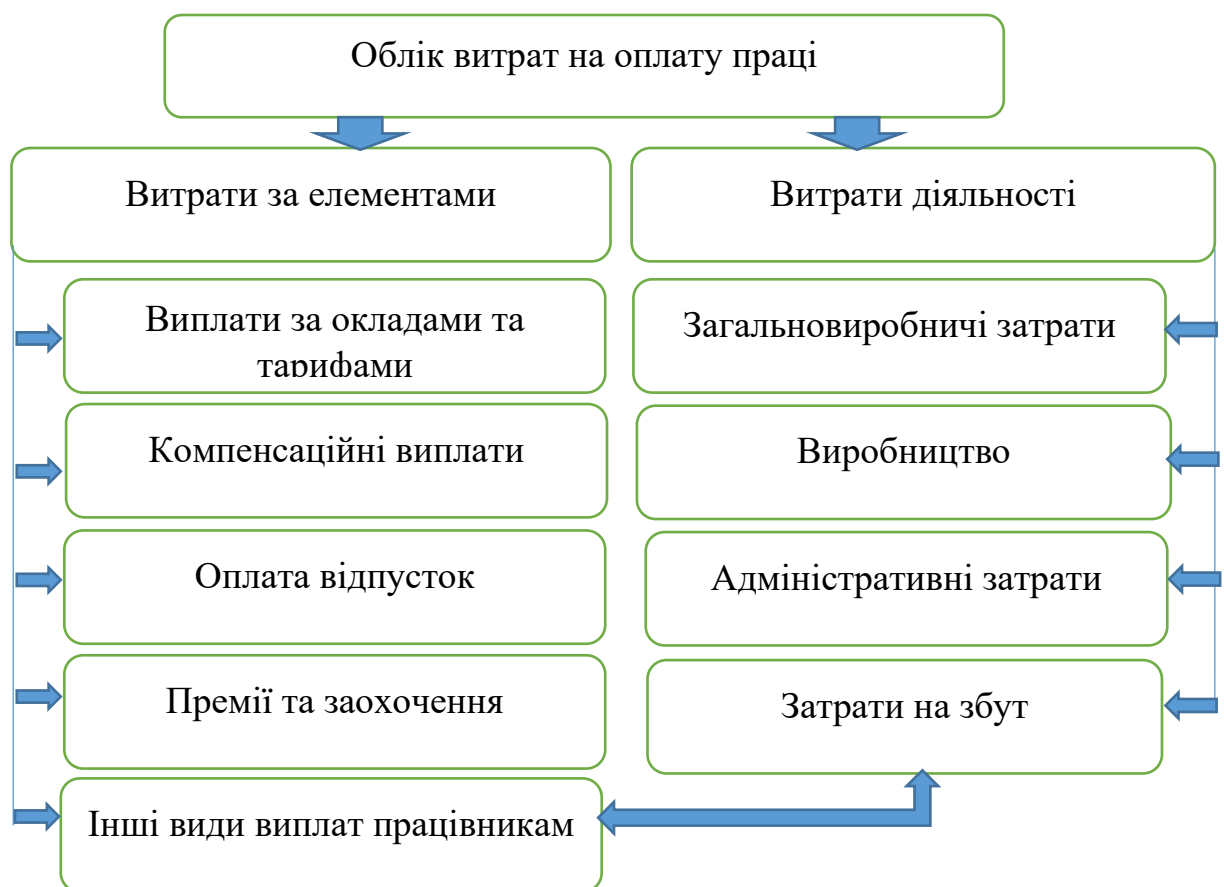 Облік витрат на оплату праці
Витрати за елементами
Витрати діяльності
Виплати за окладами та
тарифами
Компенсаційні виплати
Оплата відпусток
Премії та заохочення
Інші види виплат працівникам
Загальновиробничі затрати
Виробництво
Адміністративні затрати
Затрати на збут